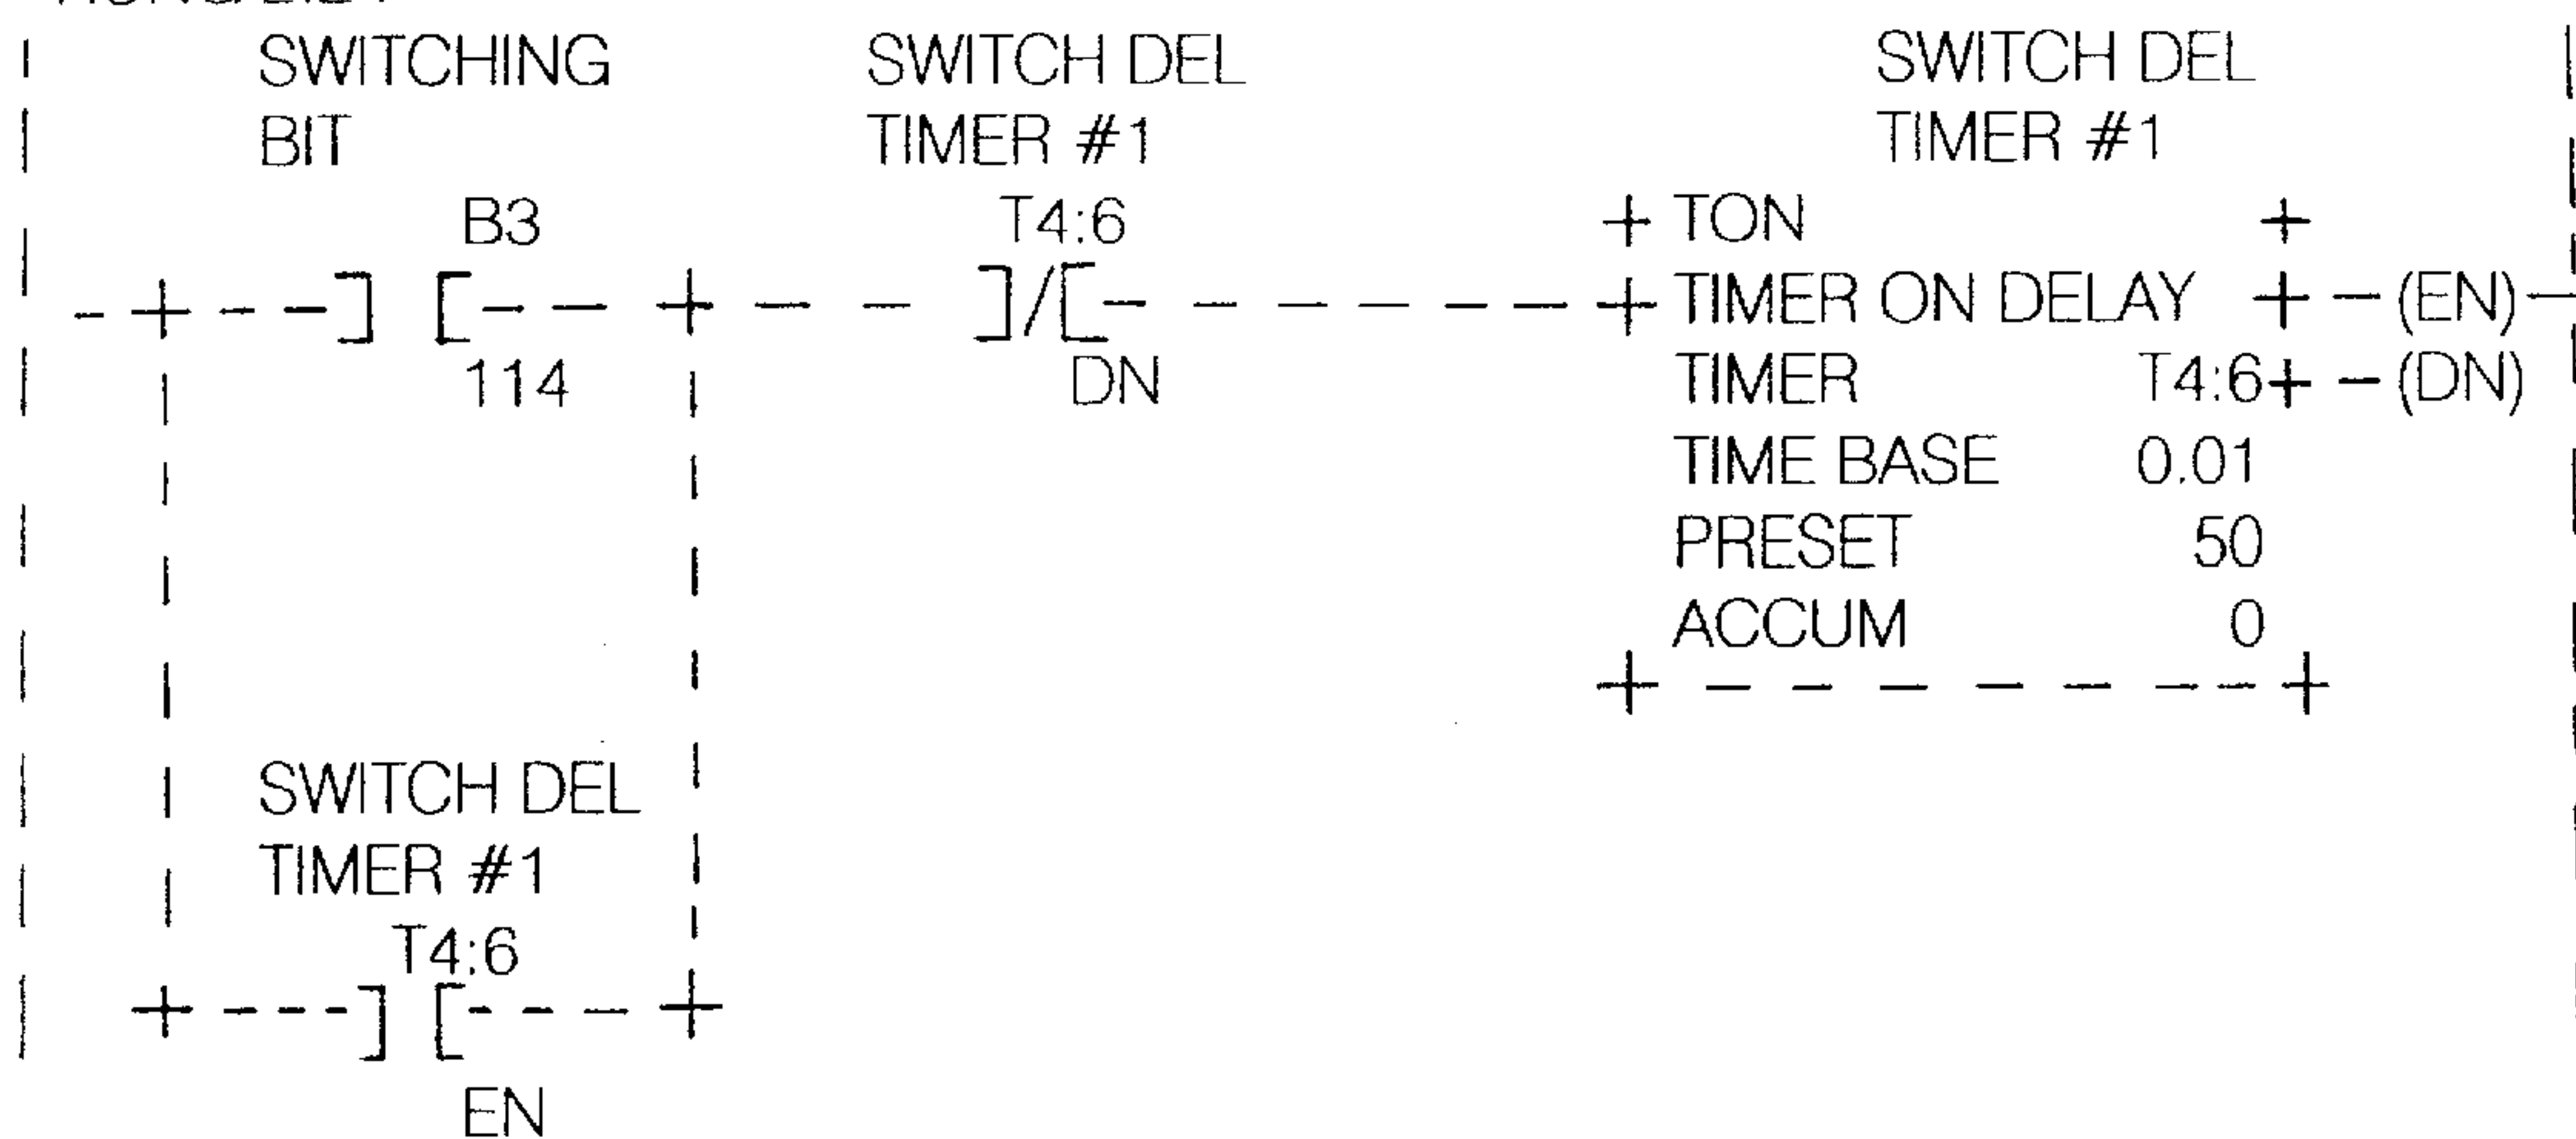 SWITCHING BIT
SWITCH DEL TIMER #1
SWITCH DEL TIMER #1
B3
T4:6
TON
] [
]/[
TIMER ON DELAY
(EN)
114
DN
TIMER T4:6
(DN)
TIME BASE 0.01
PRESET 50
ACCUM 0
SWITCH DEL
TIMER #1
T4:6
] [
EN